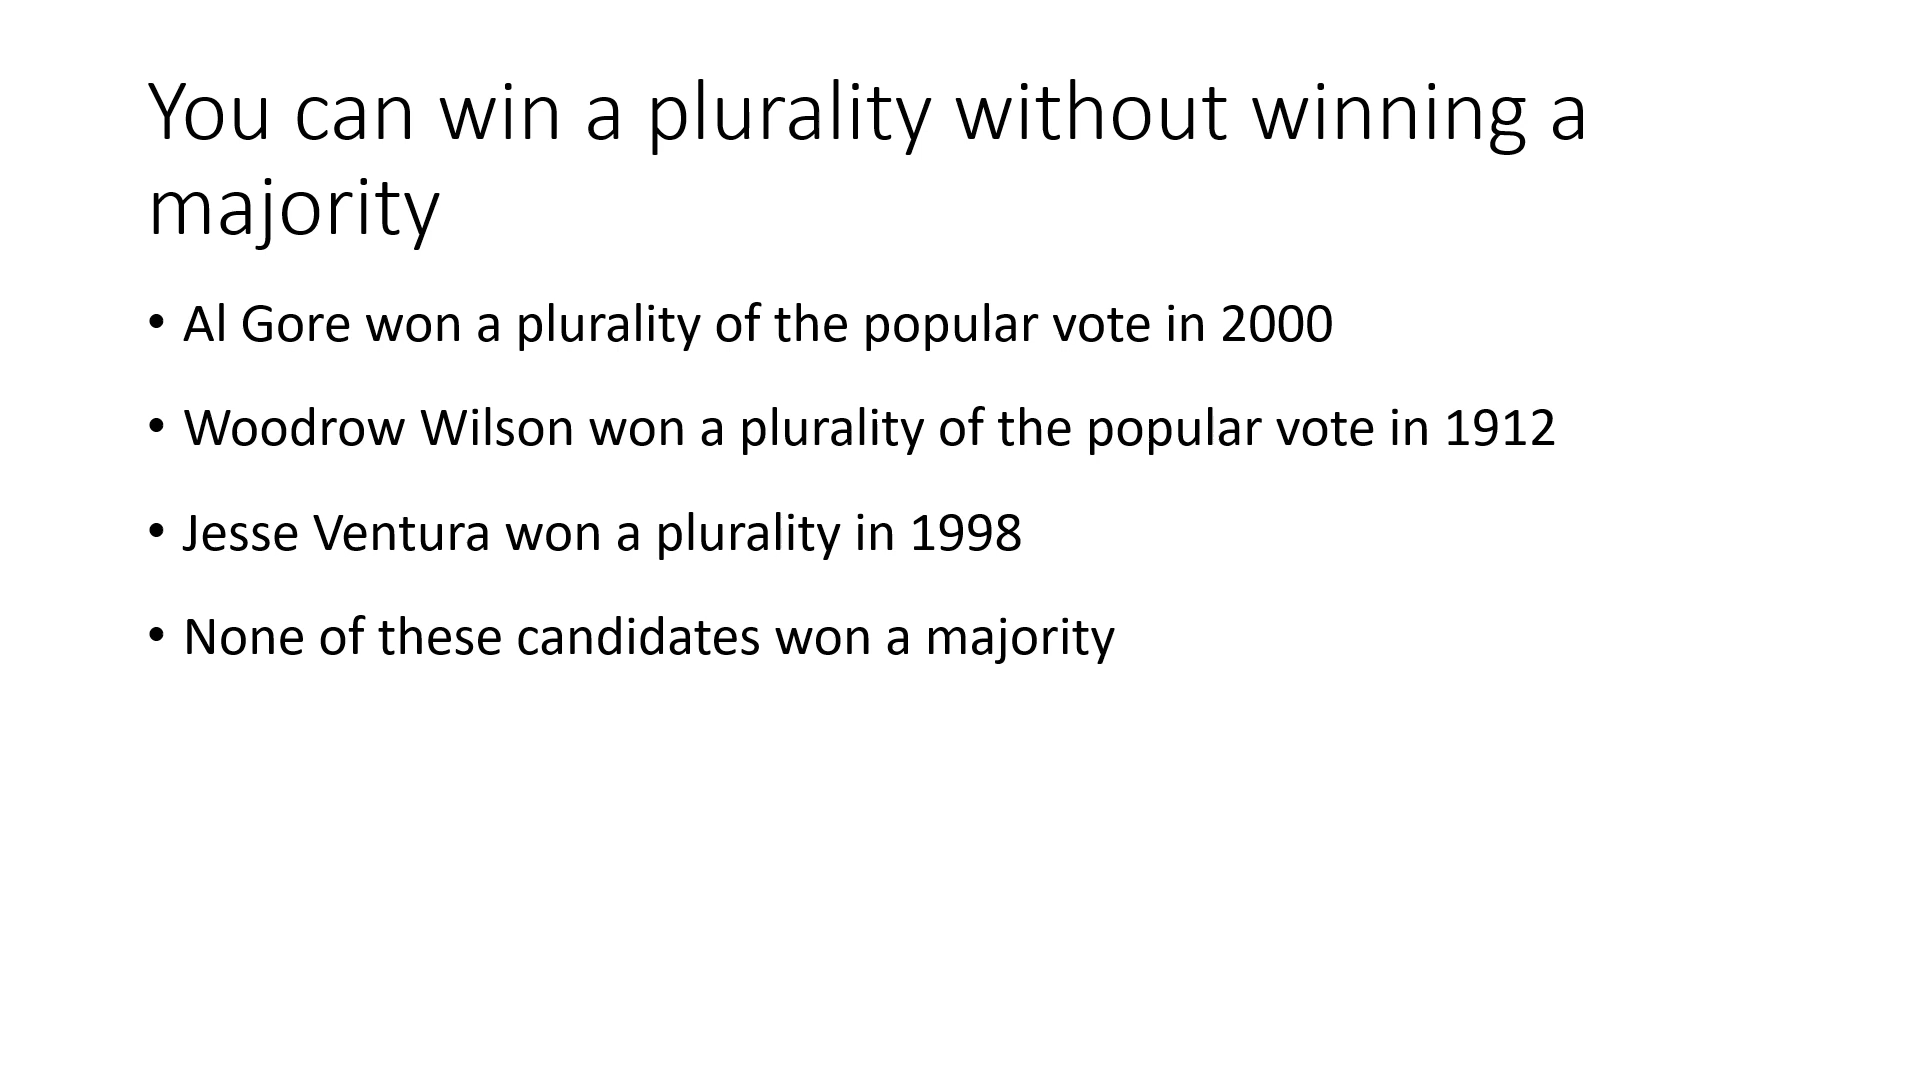 You can win a plurality without winning a
majority
• Al Gore won a plurality of the popular vote in 2000
• Woodrow Wilson won a plurality of the popular vote in 1912
• Jesse Ventura won a plurality in 1998
• None of these candidates won a majority